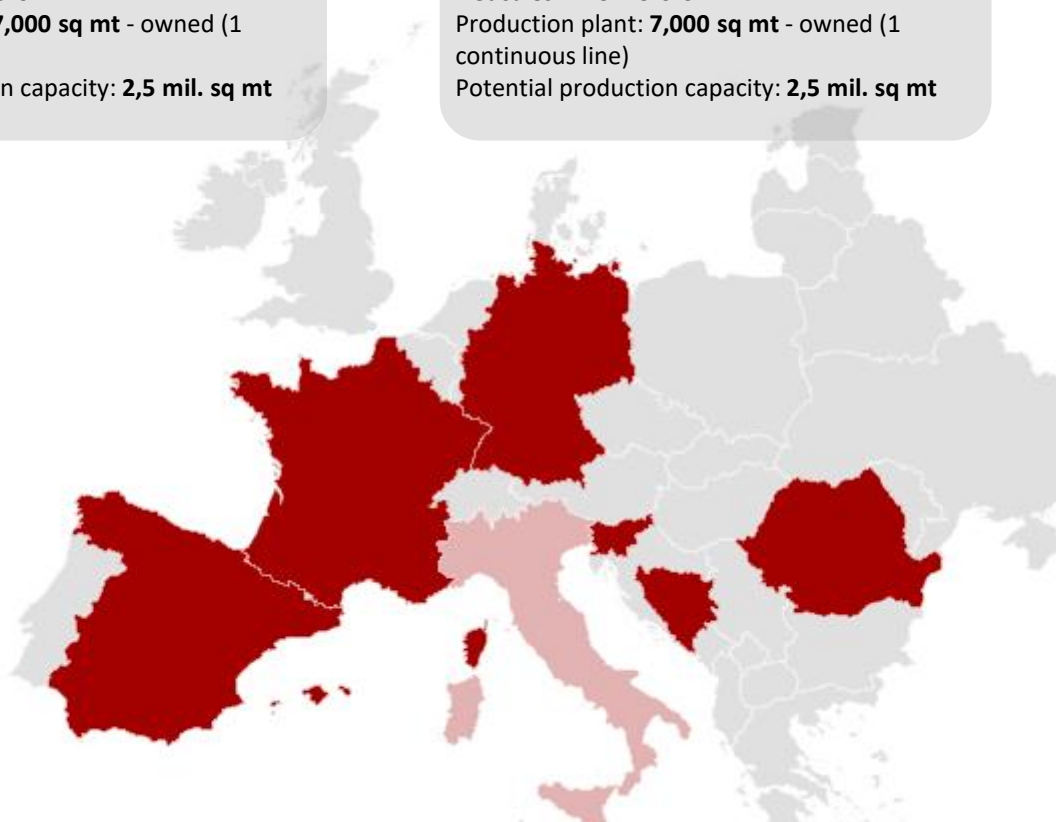 7,000 sq mt - owned (1
n capacity: 2,5 mil. sq mt
Production plant: 7,000 sq mt - owned (1
continuous line)
Potential production capacity: 2,5 mil. sq mt